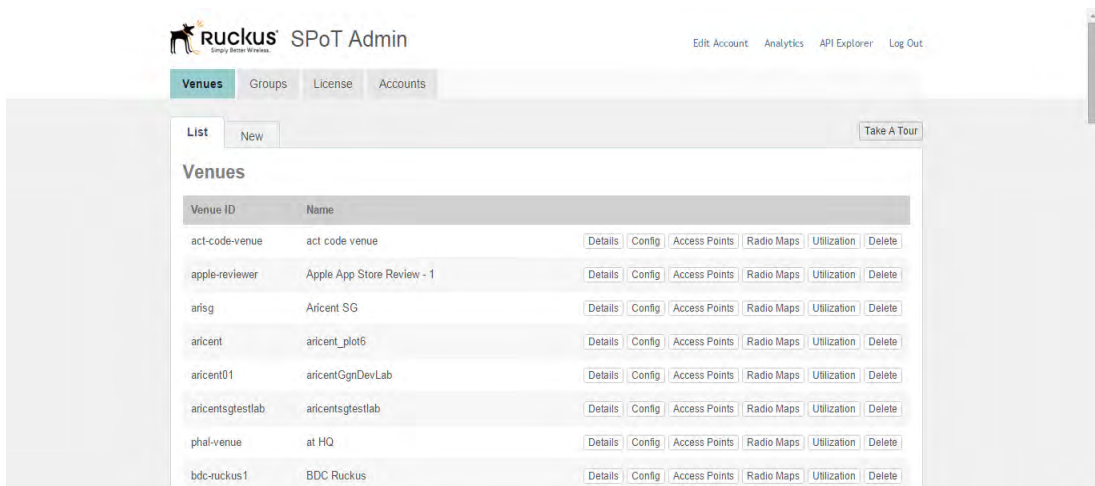 Ruckus SPoT Admin
Simply Better Wireless.
Edit Account Analytics API Explorer Log Out
Venues Groups License Accounts
List New Take A Tour
Venues
Venue ID Name
act-code-venue act code venue Details Config Access Points Radio Maps Utilization Delete
apple-reviewer Apple App Store Review - 1 Details Config Access Points Radio Maps Utilization Delete
arisg Aricent SG Details Config Access Points Radio Maps Utilization Delete
aricent aricent_plot6 Details Config Access Points Radio Maps Utilization Delete
aricent01 aricentGgnDevLab Details Config Access Points Radio Maps Utilization Delete
aricentsgtestlab aricentsgtestlab Details Config Access Points Radio Maps Utilization Delete
phal-venue at HQ Details Config Access Points Radio Maps Utilization Delete
bdc-ruckus1 BDC Ruckus Details Config Access Points Radio Maps Utilization Delete